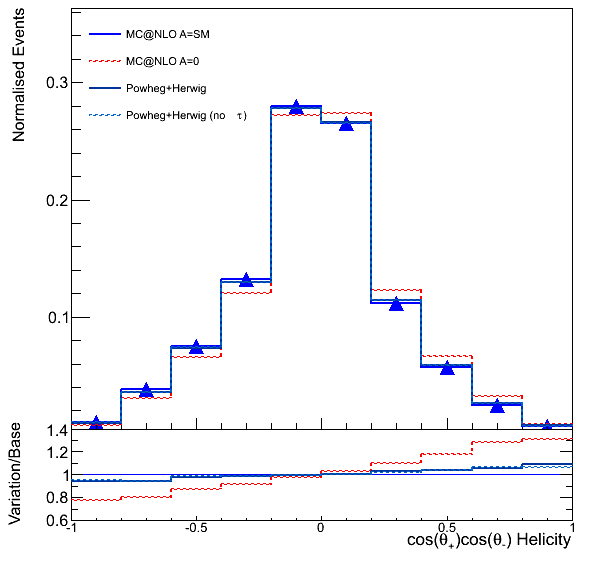 Normalised Events
MC@NLO A=SM
MC@NLO A=0
Powheg+Herwig
Powheg+Herwig (no τ)
0.3
0.2
0.1
Variation/Base
1.4
1.2
1
0.8
0.6
-1 -0.5 0 0.5 1
cos(θ+)cos(θ-) Helicity